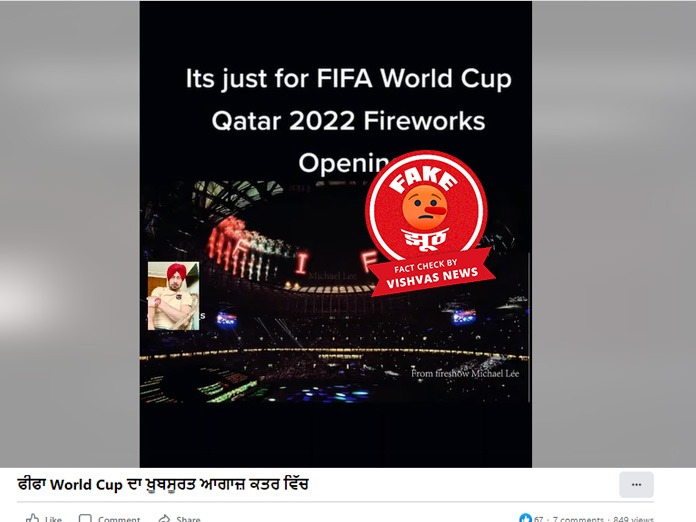 Its just for FIFA World Cup
Qatar 2022 Fireworks
Openin
FAKE
झूठ
FACT CHECK BY
VISHVAS NEWS
F I F
Michael Lee
s
From fireshow Michael Lee
ਫੀਫਾ World Cup ਦਾ ਖ਼ੂਬਸੂਰਤ ਆਗਾਜ਼ ਕਤਰ ਵਿੱਚ
Like Comment Share 67 · 7 comments · 849 views